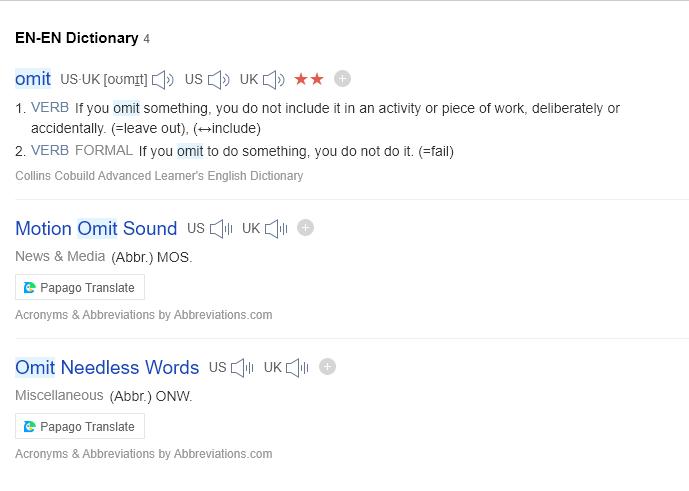 EN-EN Dictionary 4
omit US·UK [oʊmɪt] US UK ★★
1. VERB If you omit something, you do not include it in an activity or piece of work, deliberately or
accidentally. (=leave out), (↔include)
2. VERB FORMAL If you omit to do something, you do not do it. (=fail)
Collins Cobuild Advanced Learner's English Dictionary
Motion Omit Sound US UK
News & Media (Abbr.) MOS.
Papago Translate
Acronyms & Abbreviations by Abbreviations.com
Omit Needless Words US UK
Miscellaneous (Abbr.) ONW.
Papago Translate
Acronyms & Abbreviations by Abbreviations.com